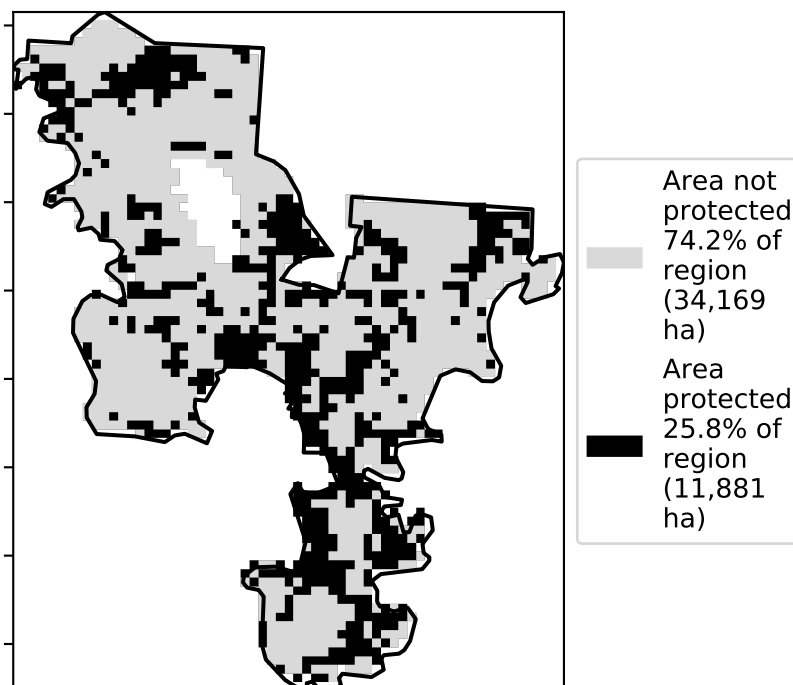 Area not
protected
74.2% of
region
(34,169
ha)
Area
protected
25.8% of
region
(11,881
ha)